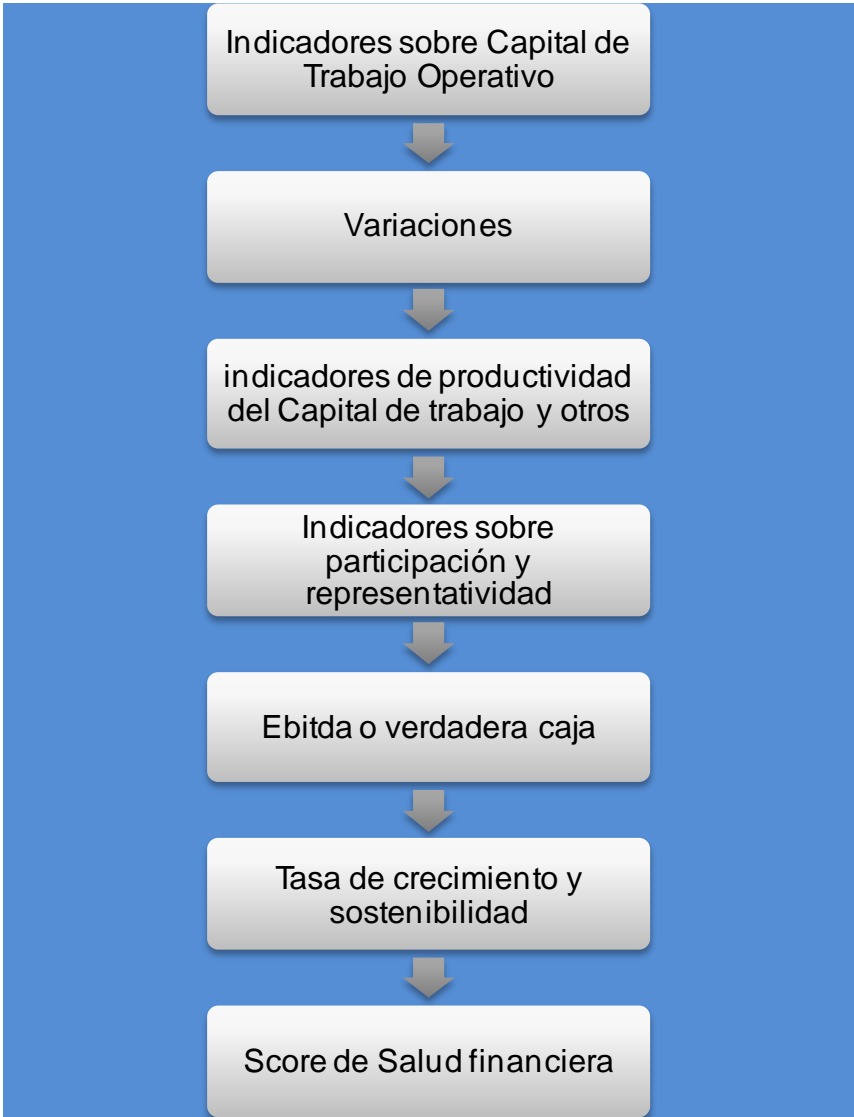 Indicadores sobre Capital de
Trabajo Operativo
Variaciones
indicadores de productividad
del Capital de trabajo y otros
Indicadores sobre
participación y
representatividad
Ebitda o verdadera caja
Tasa de crecimiento y
sostenibilidad
Score de Salud financiera